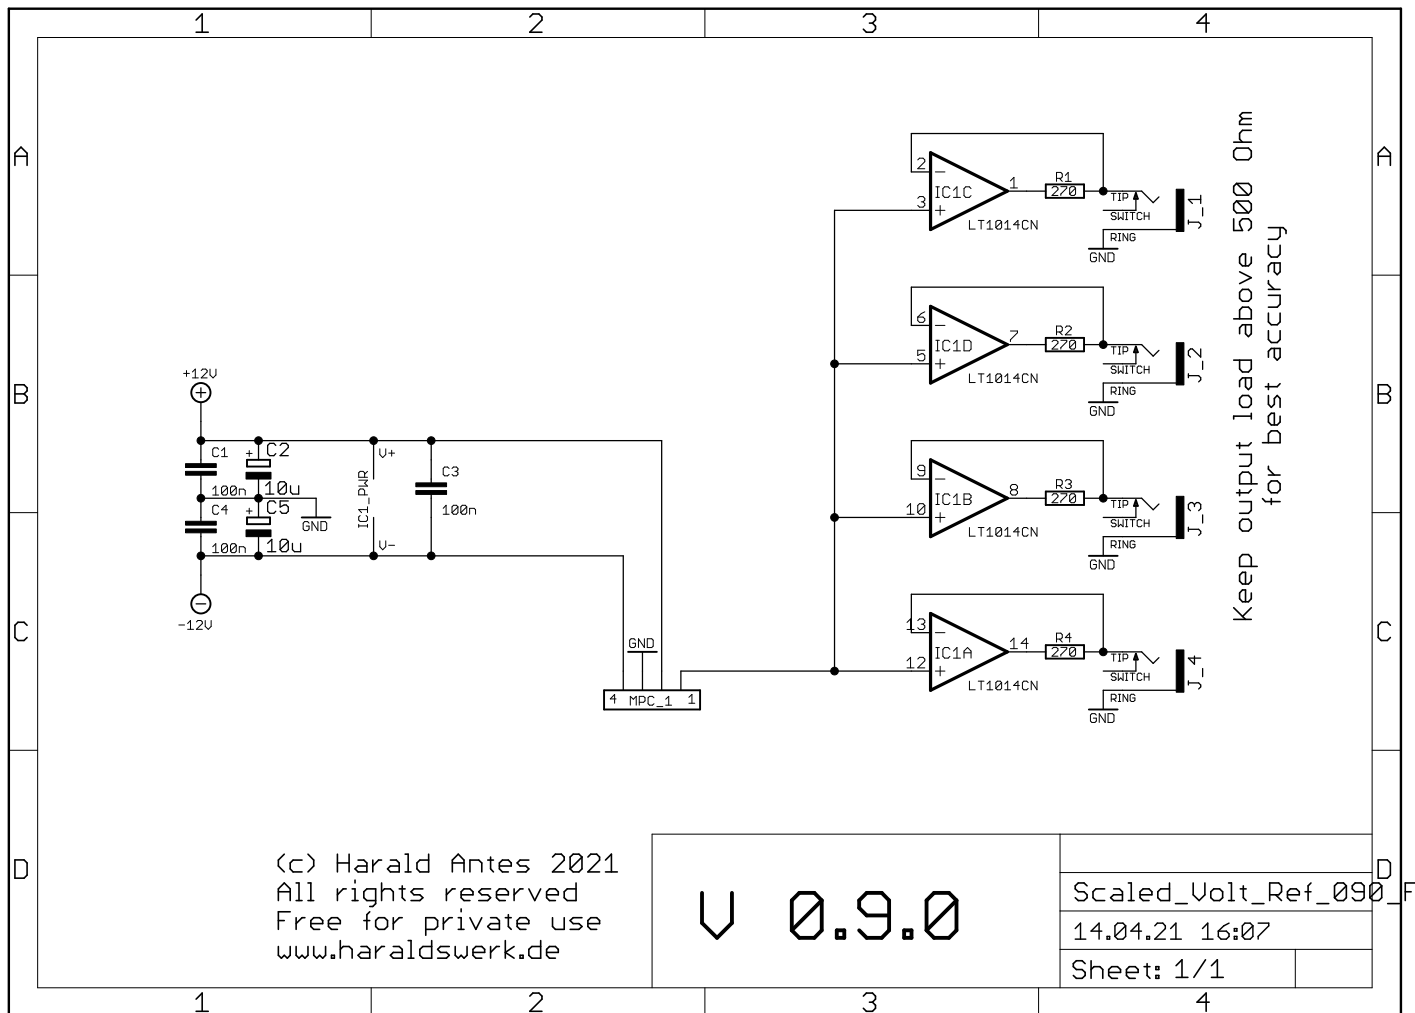 1 2 3 4
A A
B B
C C
D D
2
3
IC1C
1
LT1014CN
R1
270
TIP
SWITCH
RING
GND
J_1
6
5
IC1D
7
LT1014CN
R2
270
TIP
SWITCH
RING
GND
J_2
9
10
IC1B
8
LT1014CN
R3
270
TIP
SWITCH
RING
GND
J_3
13
12
IC1A
14
LT1014CN
R4
270
TIP
SWITCH
RING
GND
J_4
Keep output load above 500 Ohm
for best accuracy
+12V
C1
100n
+
C2
10u
C4
100n
+
C5
10u
GND
V+
IC1_PWR
V-
C3
100n
-12V
GND
4 MPC_1 1
(c) Harald Antes 2021
All rights reserved
Free for private use
www.haraldswerk.de
V 0.9.0
Scaled_Volt_Ref_090_F
14.04.21 16:07
Sheet: 1/1
1 2 3 4